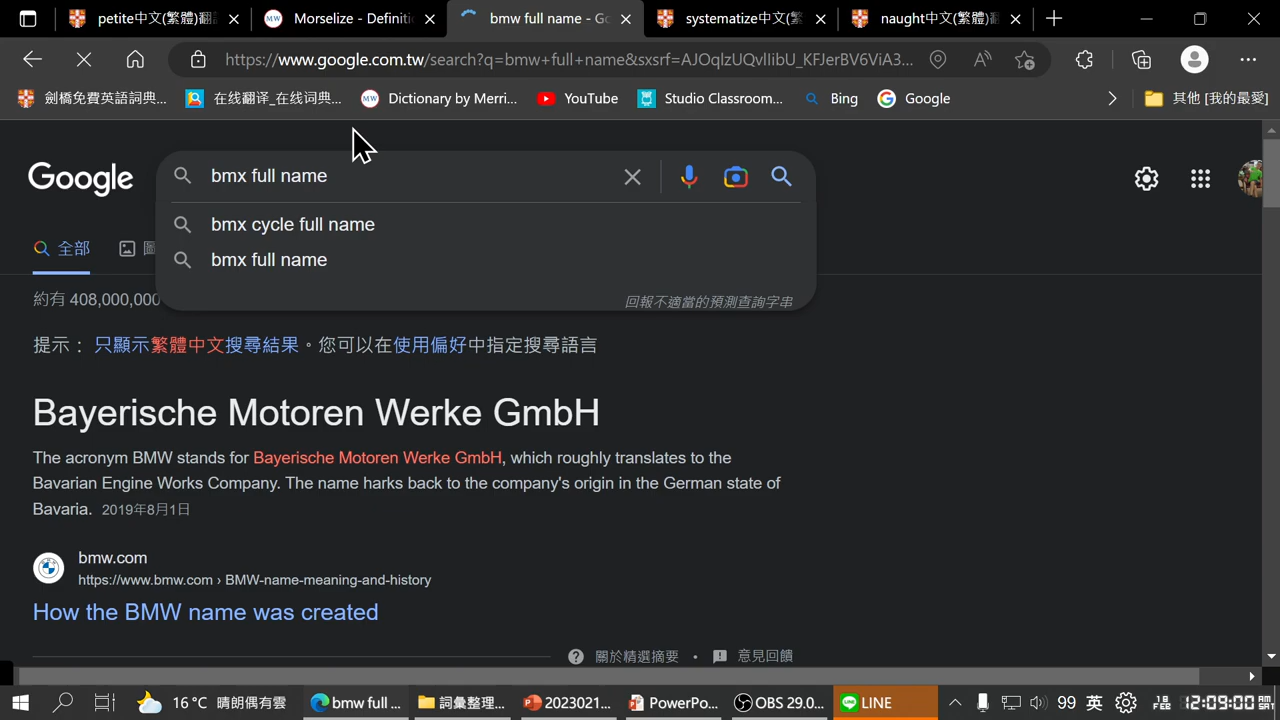 petite中文(繁體)翻
Morselize - Definiti
bmw full name - Go
systematize中文(繁
naught中文(繁體)翻
https://www.google.com.tw/search?q=bmw+full+name&sxsrf=AJOqlzUQvlIibU_KFJerBV6ViA3...
劍橋免費英語詞典...
在线翻译_在线词典...
Dictionary by Merri...
YouTube
Studio Classroom...
Bing
Google
其他 [我的最愛]
Google
bmx full name
bmx cycle full name
bmx full name
回報不適當的預測查詢字串
全部
約有 408,000,000
提示： 只顯示繁體中文搜尋結果。您可以在使用偏好中指定搜尋語言
Bayerische Motoren Werke GmbH
The acronym BMW stands for Bayerische Motoren Werke GmbH, which roughly translates to the
Bavarian Engine Works Company. The name harks back to the company's origin in the German state of
Bavaria. 2019年8月1日
bmw.com
https://www.bmw.com › BMW-name-meaning-and-history
How the BMW name was created
關於精選摘要 • 意見回饋
16°C 晴朗偶有雲
bmw full ...
詞彙整理...
2023021...
PowerPo...
OBS 29.0...
LINE
99
英
12:09:00